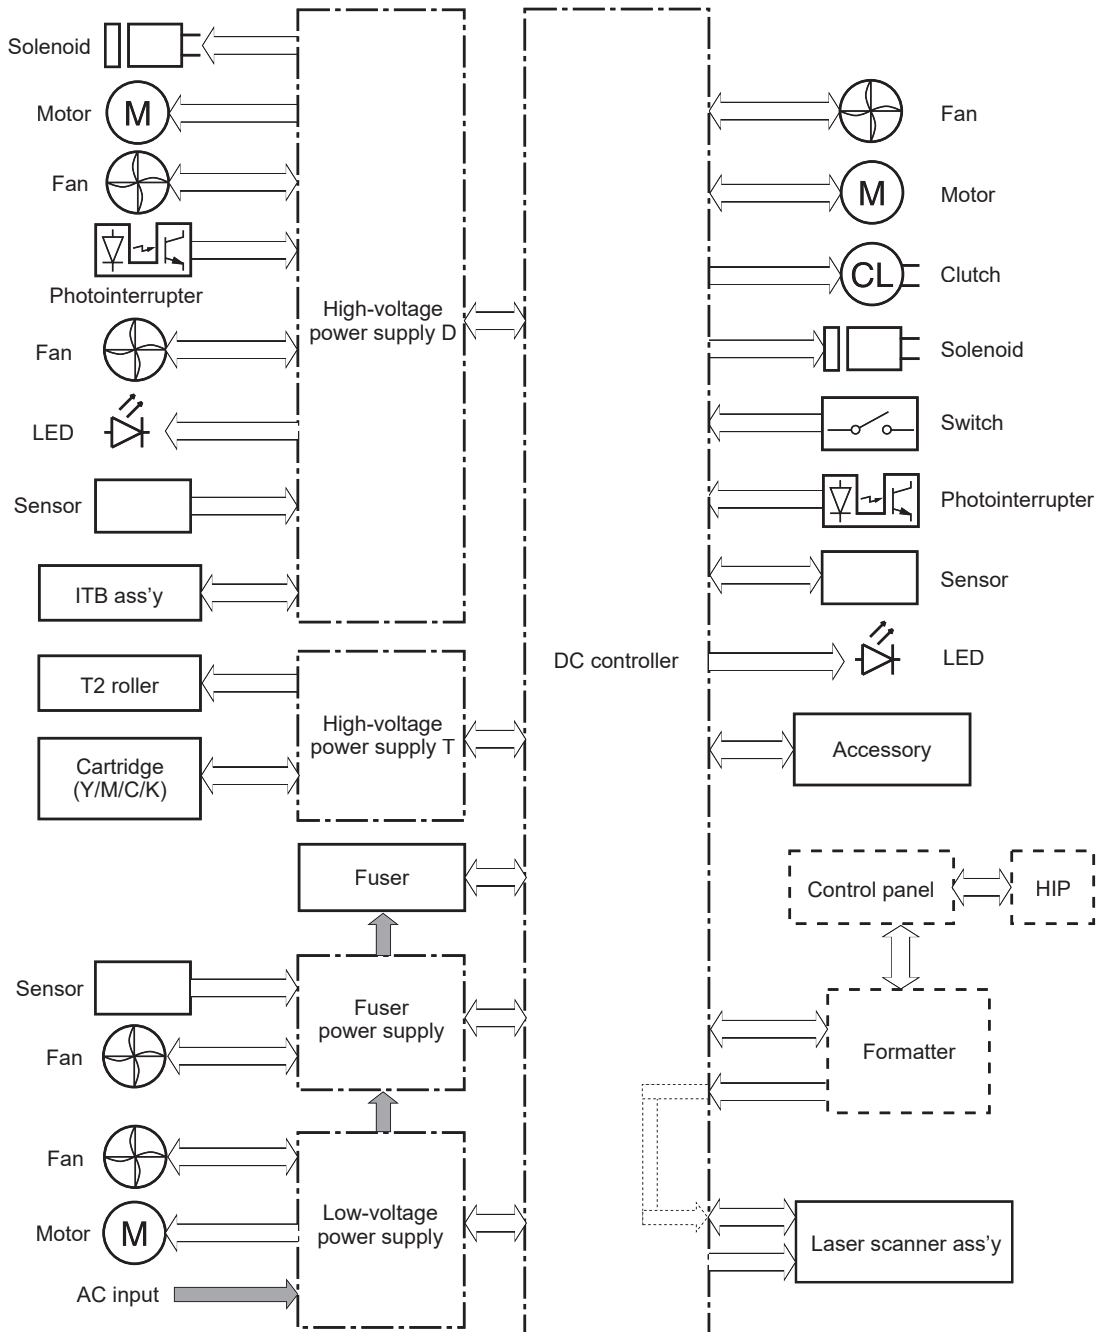 Solenoid
Motor
M
Fan
Photointerrupter
Fan
LED
Sensor
ITB ass’y
High-voltage
power supply D
T2 roller
Cartridge
(Y/M/C/K)
High-voltage
power supply T
Fuser
Sensor
Fan
Fuser
power supply
Fan
Motor
M
AC input
Low-voltage
power supply
DC controller
Fan
M
Motor
CL
Clutch
Solenoid
Switch
Photointerrupter
Sensor
LED
Accessory
Control panel
HIP
Formatter
Laser scanner ass’y